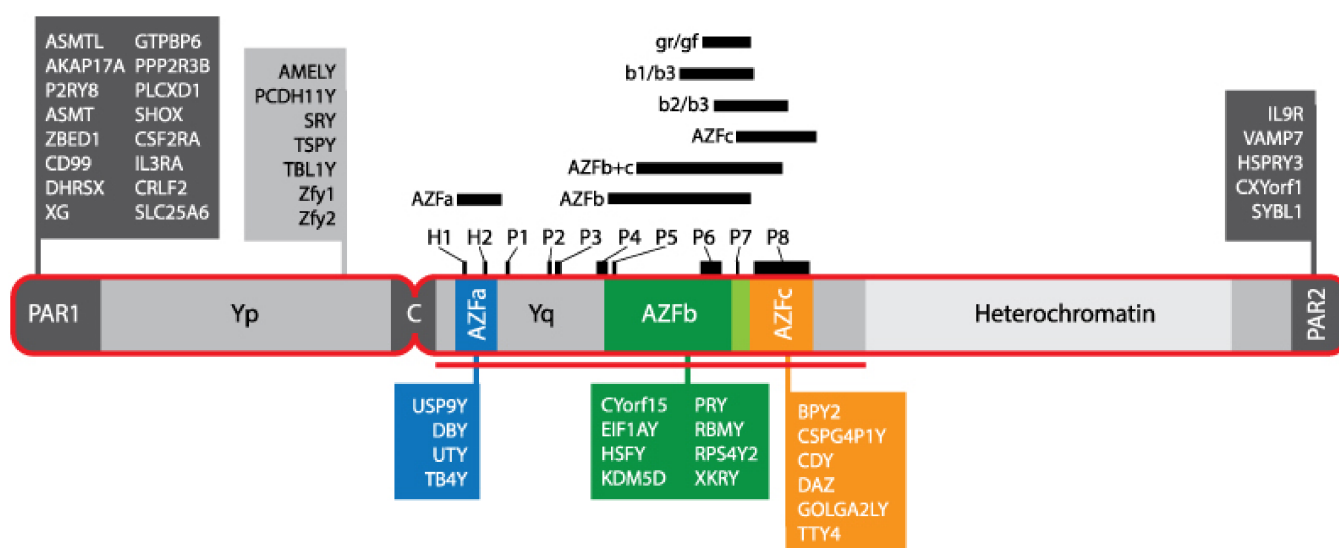 ASMTL GTPBP6
AKAP17A PPP2R3B
P2RY8 PLCXD1
ASMT SHOX
ZBED1 CSF2RA
CD99 IL3RA
DHRSX CRLF2
XG SLC25A6
AMELY
PCDH11Y
SRY
TSPY
TBL1Y
Zfy1
Zfy2
gr/gf
b1/b3
b2/b3
AZFc
AZFb+c
AZFa AZFb
H1 H2 P1 P2 P3 P4 P5 P6 P7 P8
IL9R
VAMP7
HSPRY3
CXYorf1
SYBL1
PAR1 Yp C AZFa Yq AZFb AZFc Heterochromatin PAR2
USP9Y
DBY
UTY
TB4Y
CYorf15 PRY
EIF1AY RBMY
HSFY RPS4Y2
KDM5D XKRY
BPY2
CSPG4P1Y
CDY
DAZ
GOLGA2LY
TTY4